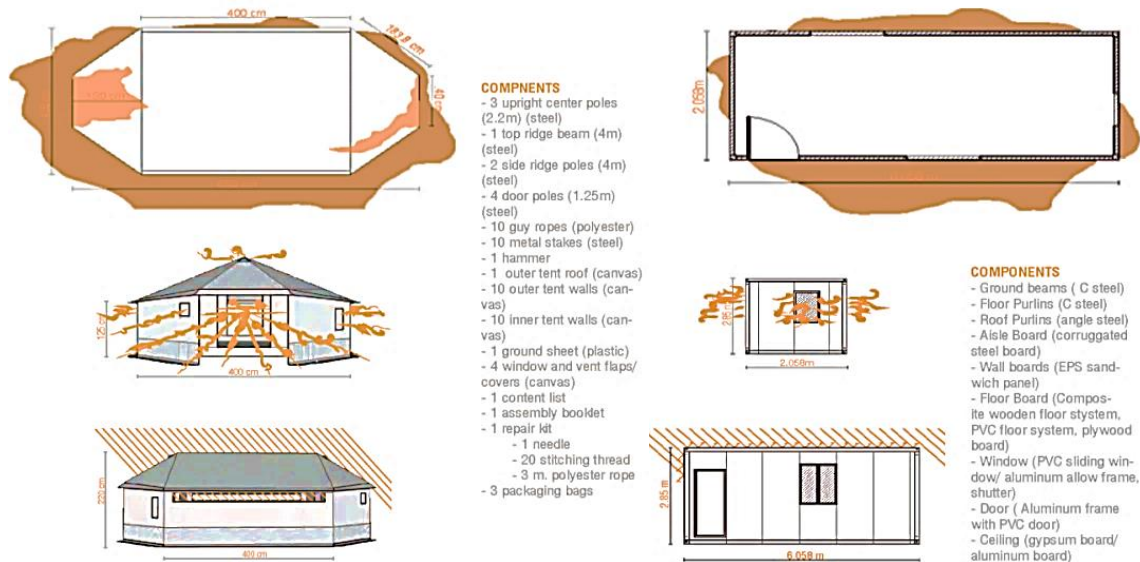 400 cm
183.8 cm
40 cm
COMPNENTS
- 3 upright center poles
(2.2m) (steel)
- 1 top ridge beam (4m)
(steel)
- 2 side ridge poles (4m)
(steel)
- 4 door poles (1.25m)
(steel)
- 10 guy ropes (polyester)
- 10 metal stakes (steel)
- 1 hammer
- 1 outer tent roof (canvas)
- 10 outer tent walls (can-
vas)
- 10 inner tent walls (can-
vas)
- 1 ground sheet (plastic)
- 4 window and vent flaps/
covers (canvas)
- 1 content list
- 1 assembly booklet
- 1 repair kit
- 1 needle
- 20 stitching thread
- 3 m. polyester rope
- 3 packaging bags
125 cm
400 cm
220 cm
400 cm
2.058m
2.058m
2.85 m
6.058 m
COMPONENTS
- Ground beams ( C steel)
- Floor Purlins (C steel)
- Roof Purlins (angle steel)
- Aisle Board (corruggated
steel board)
- Wall boards (EPS sand-
wich panel)
- Floor Board (Compos-
ite wooden floor stystem,
PVC floor system, plywood
board)
- Window (PVC sliding win-
dow/ aluminum allow frame,
shutter)
- Door ( Aluminum frame
with PVC door)
- Ceiling (gypsum board/
aluminum board)